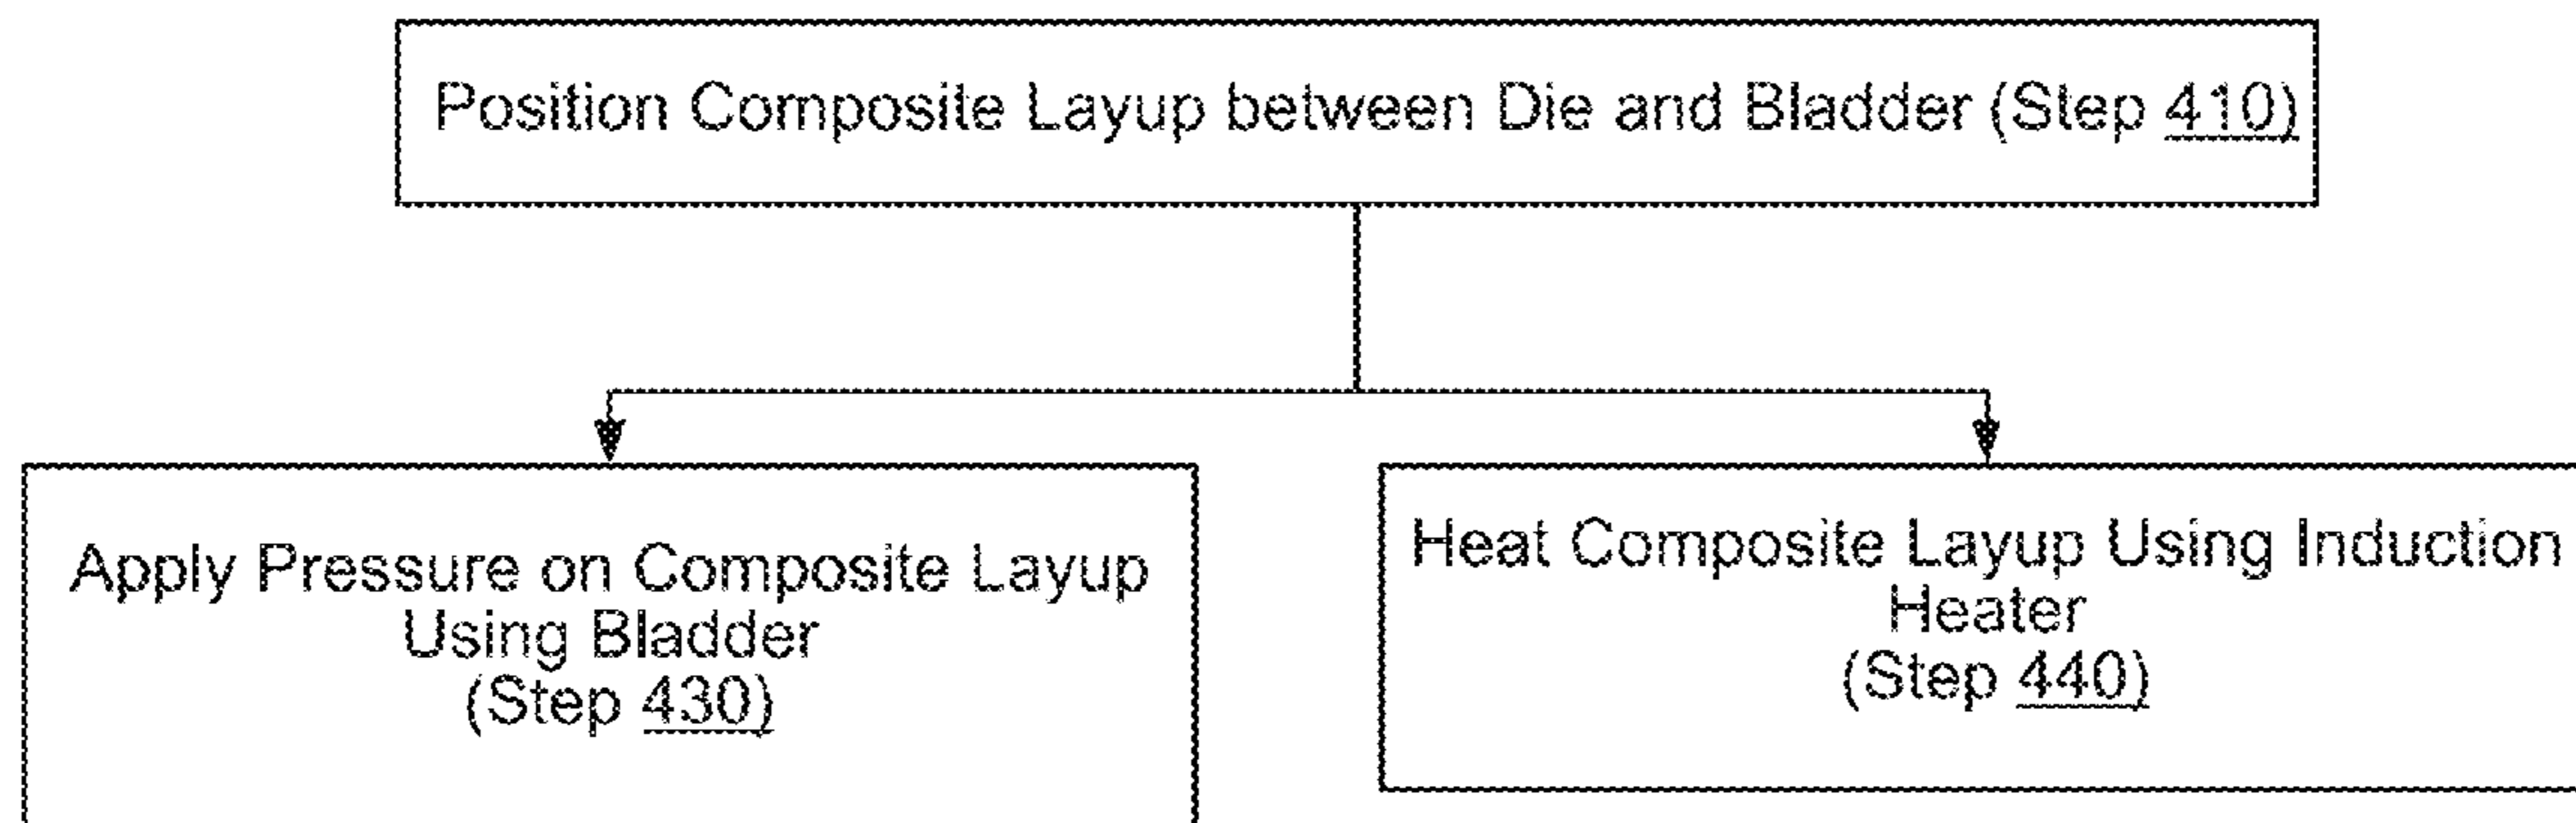 Position Composite Layup between Die and Bladder (Step 410)
Apply Pressure on Composite Layup
Using Bladder
(Step 430)
Heat Composite Layup Using Induction
Heater
(Step 440)